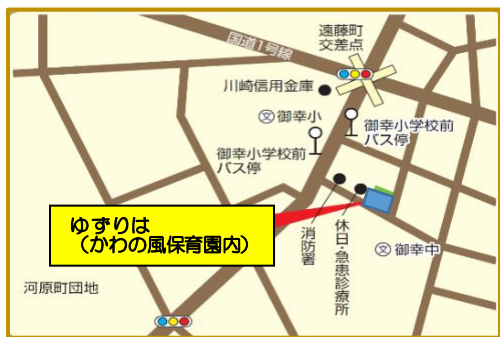 国道1号線
遠藤町
交差点
川崎信用金庫
文 御幸小
御幸小学校前
バス停
御幸小学校前
バス停
ゆずりは
（かわの風保育園内）
消防署
休日・急患診療所
文 御幸中
河原町団地